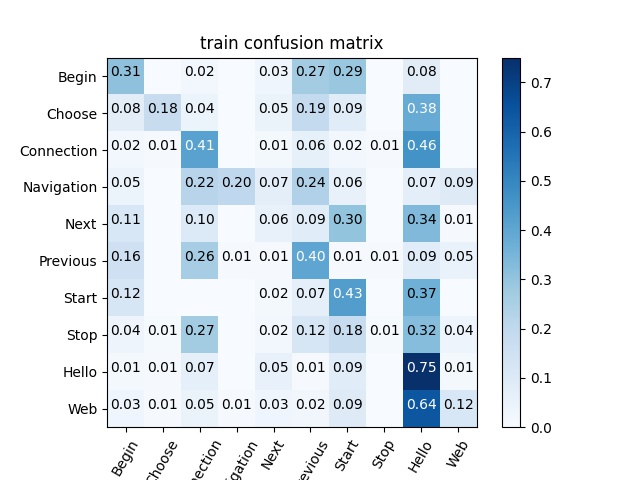 train confusion matrix
Begin 0.31 0.02 0.03 0.27 0.29 0.08
Choose 0.08 0.18 0.04 0.05 0.19 0.09 0.38
Connection 0.02 0.01 0.41 0.01 0.06 0.02 0.01 0.46
Navigation 0.05 0.22 0.20 0.07 0.24 0.06 0.07 0.09
Next 0.11 0.10 0.06 0.09 0.30 0.34 0.01
Previous 0.16 0.26 0.01 0.01 0.40 0.01 0.01 0.09 0.05
Start 0.12 0.02 0.07 0.43 0.37
Stop 0.04 0.01 0.27 0.02 0.12 0.18 0.01 0.32 0.04
Hello 0.01 0.01 0.07 0.05 0.01 0.09 0.75 0.01
Web 0.03 0.01 0.05 0.01 0.03 0.02 0.09 0.64 0.12
Begin hoose ection gation Next evious Start Stop Hello Web
0.7
0.6
0.5
0.4
0.3
0.2
0.1
0.0